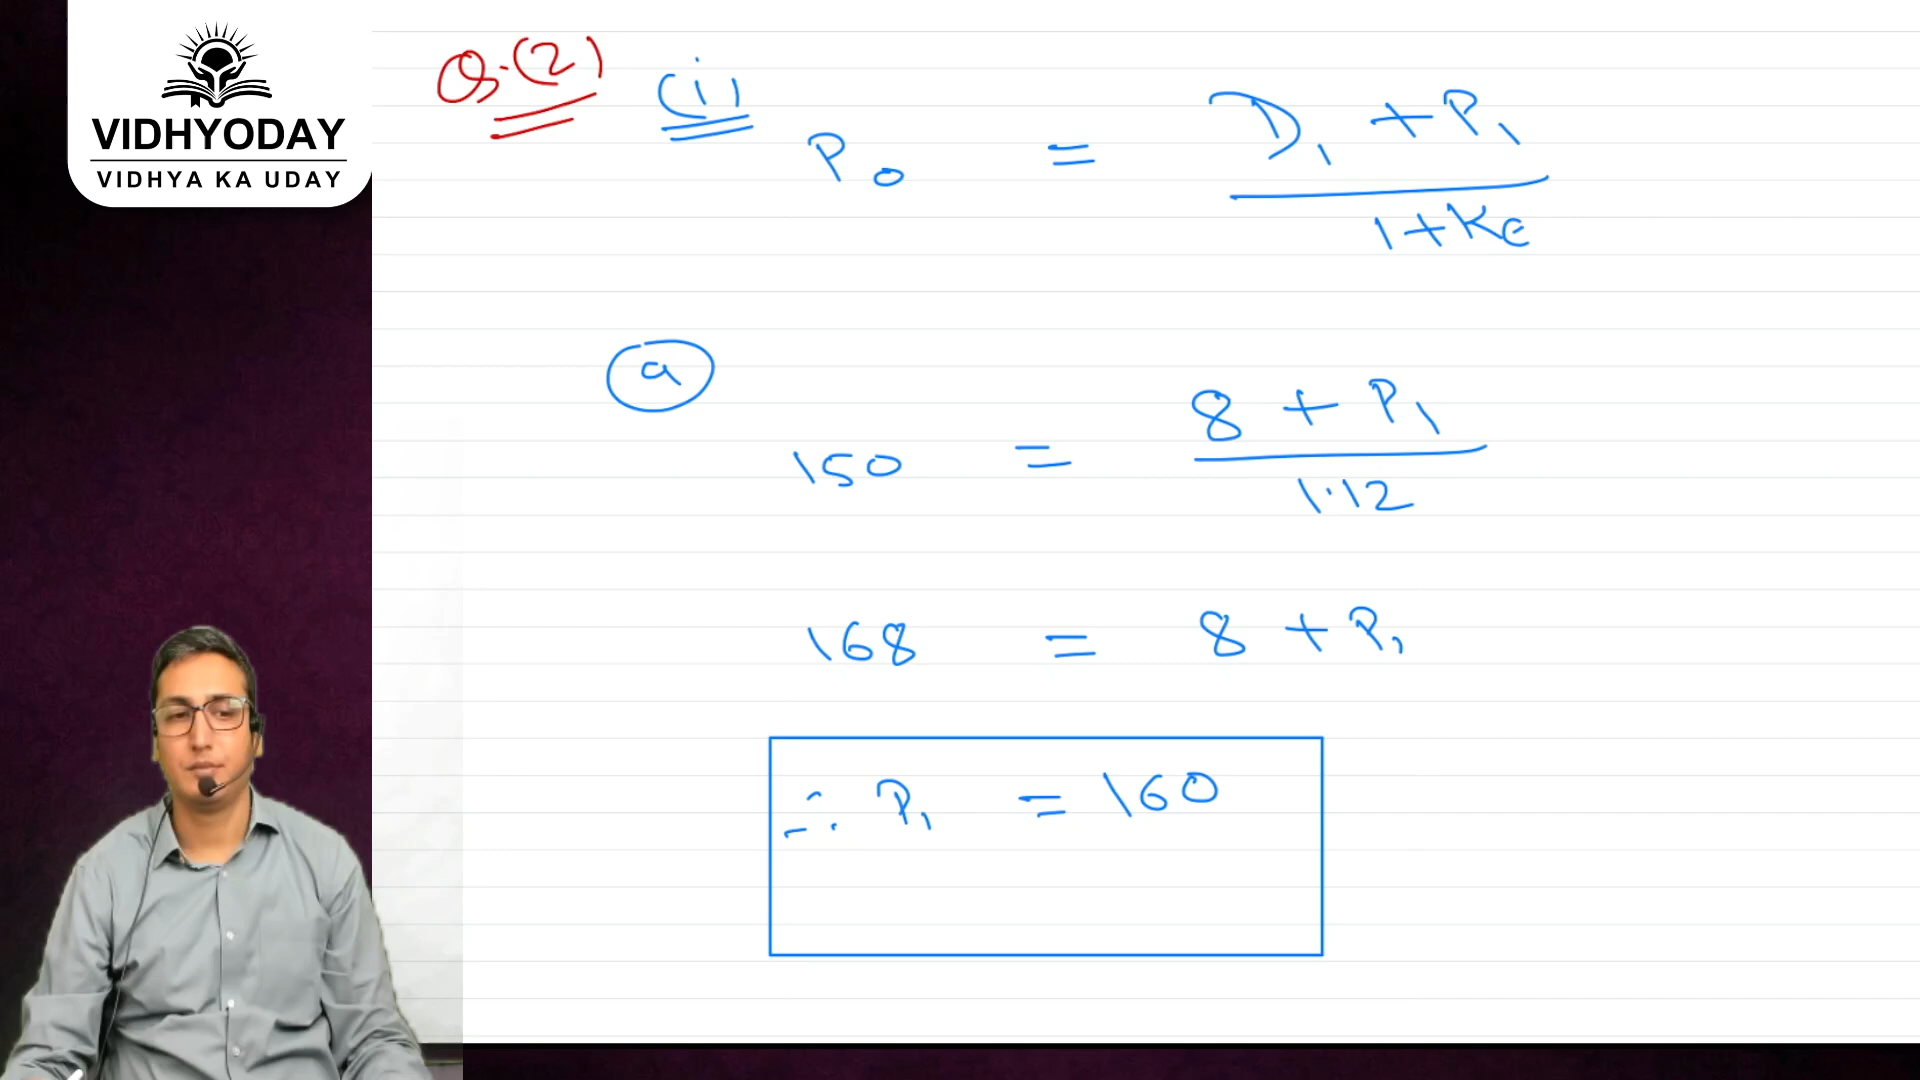 VIDHYODAY
VIDHYA KA UDAY
Q.(2) (i)
P₀ = (D₁ + P₁) / (1+Ke)
(a)
150 = (8 + P₁) / 1.12
168 = 8 + P₁
∴ P₁ = 160